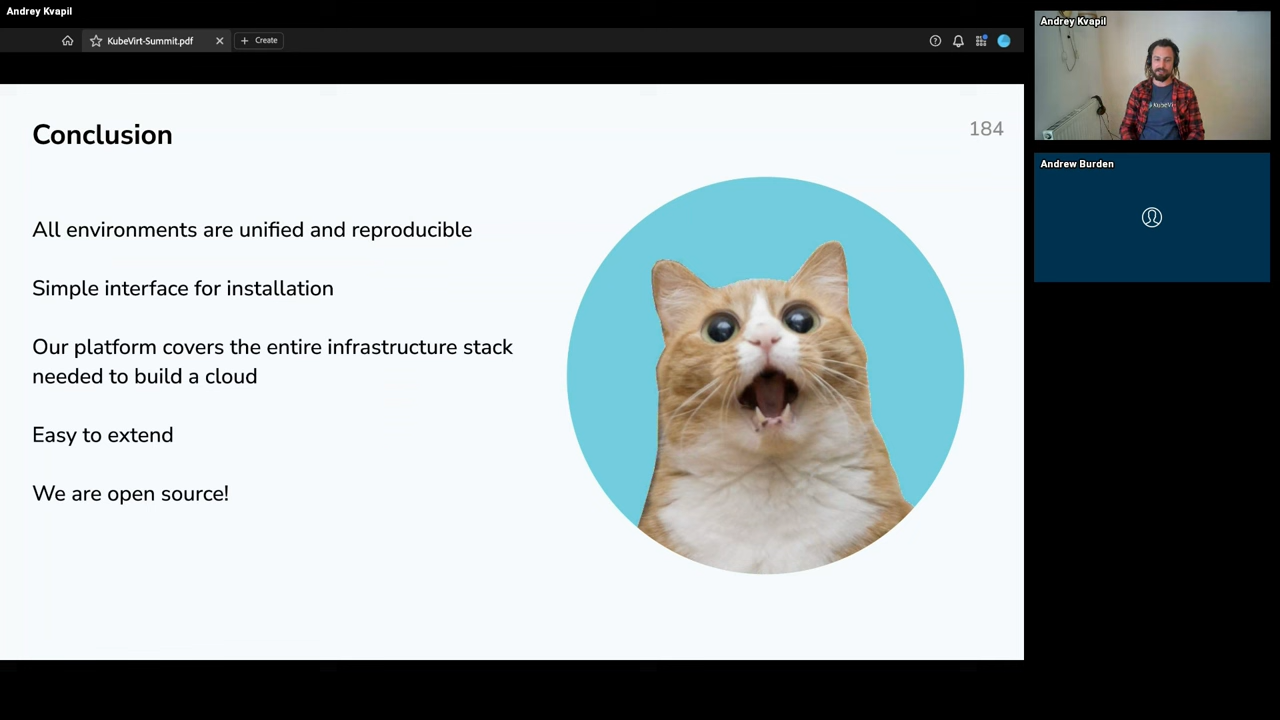 Andrey Kvapil
KubeVirt-Summit.pdf
Create
Conclusion
184
All environments are unified and reproducible
Simple interface for installation
Our platform covers the entire infrastructure stack
needed to build a cloud
Easy to extend
We are open source!
Andrey Kvapil
Andrew Burden